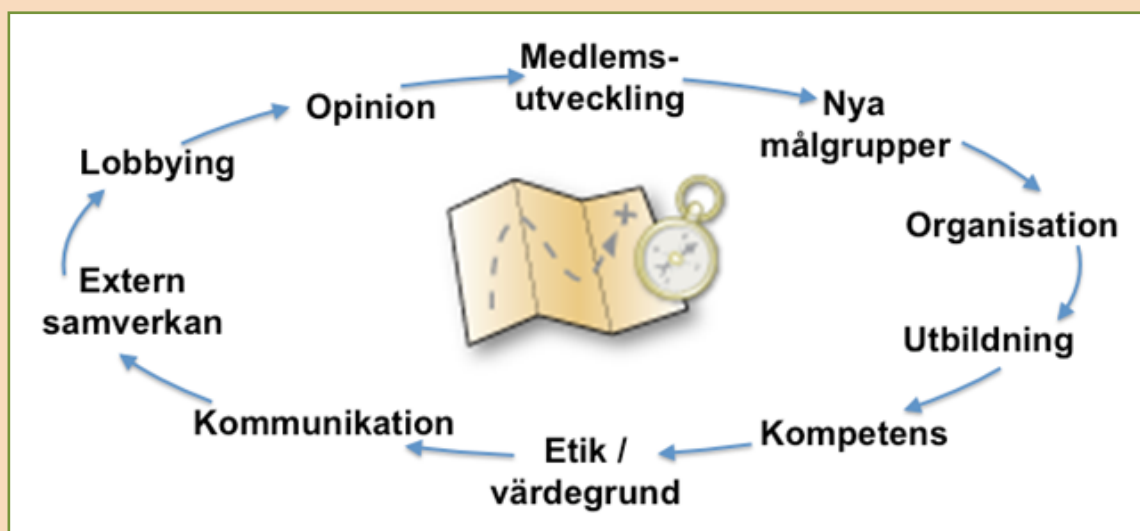 Medlems-
utveckling
Nya
målgrupper
Organisation
Utbildning
Kompetens
Etik /
värdegrund
Kommunikation
Extern
samverkan
Lobbying
Opinion